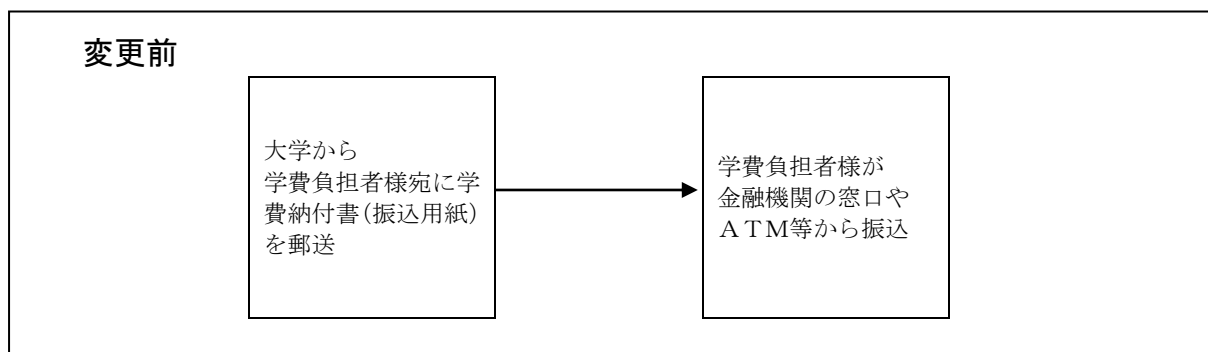 変更前
大学から
学費負担者様宛に学
費納付書(振込用紙)
を郵送
学費負担者様が
金融機関の窓口や
ＡＴＭ等から振込